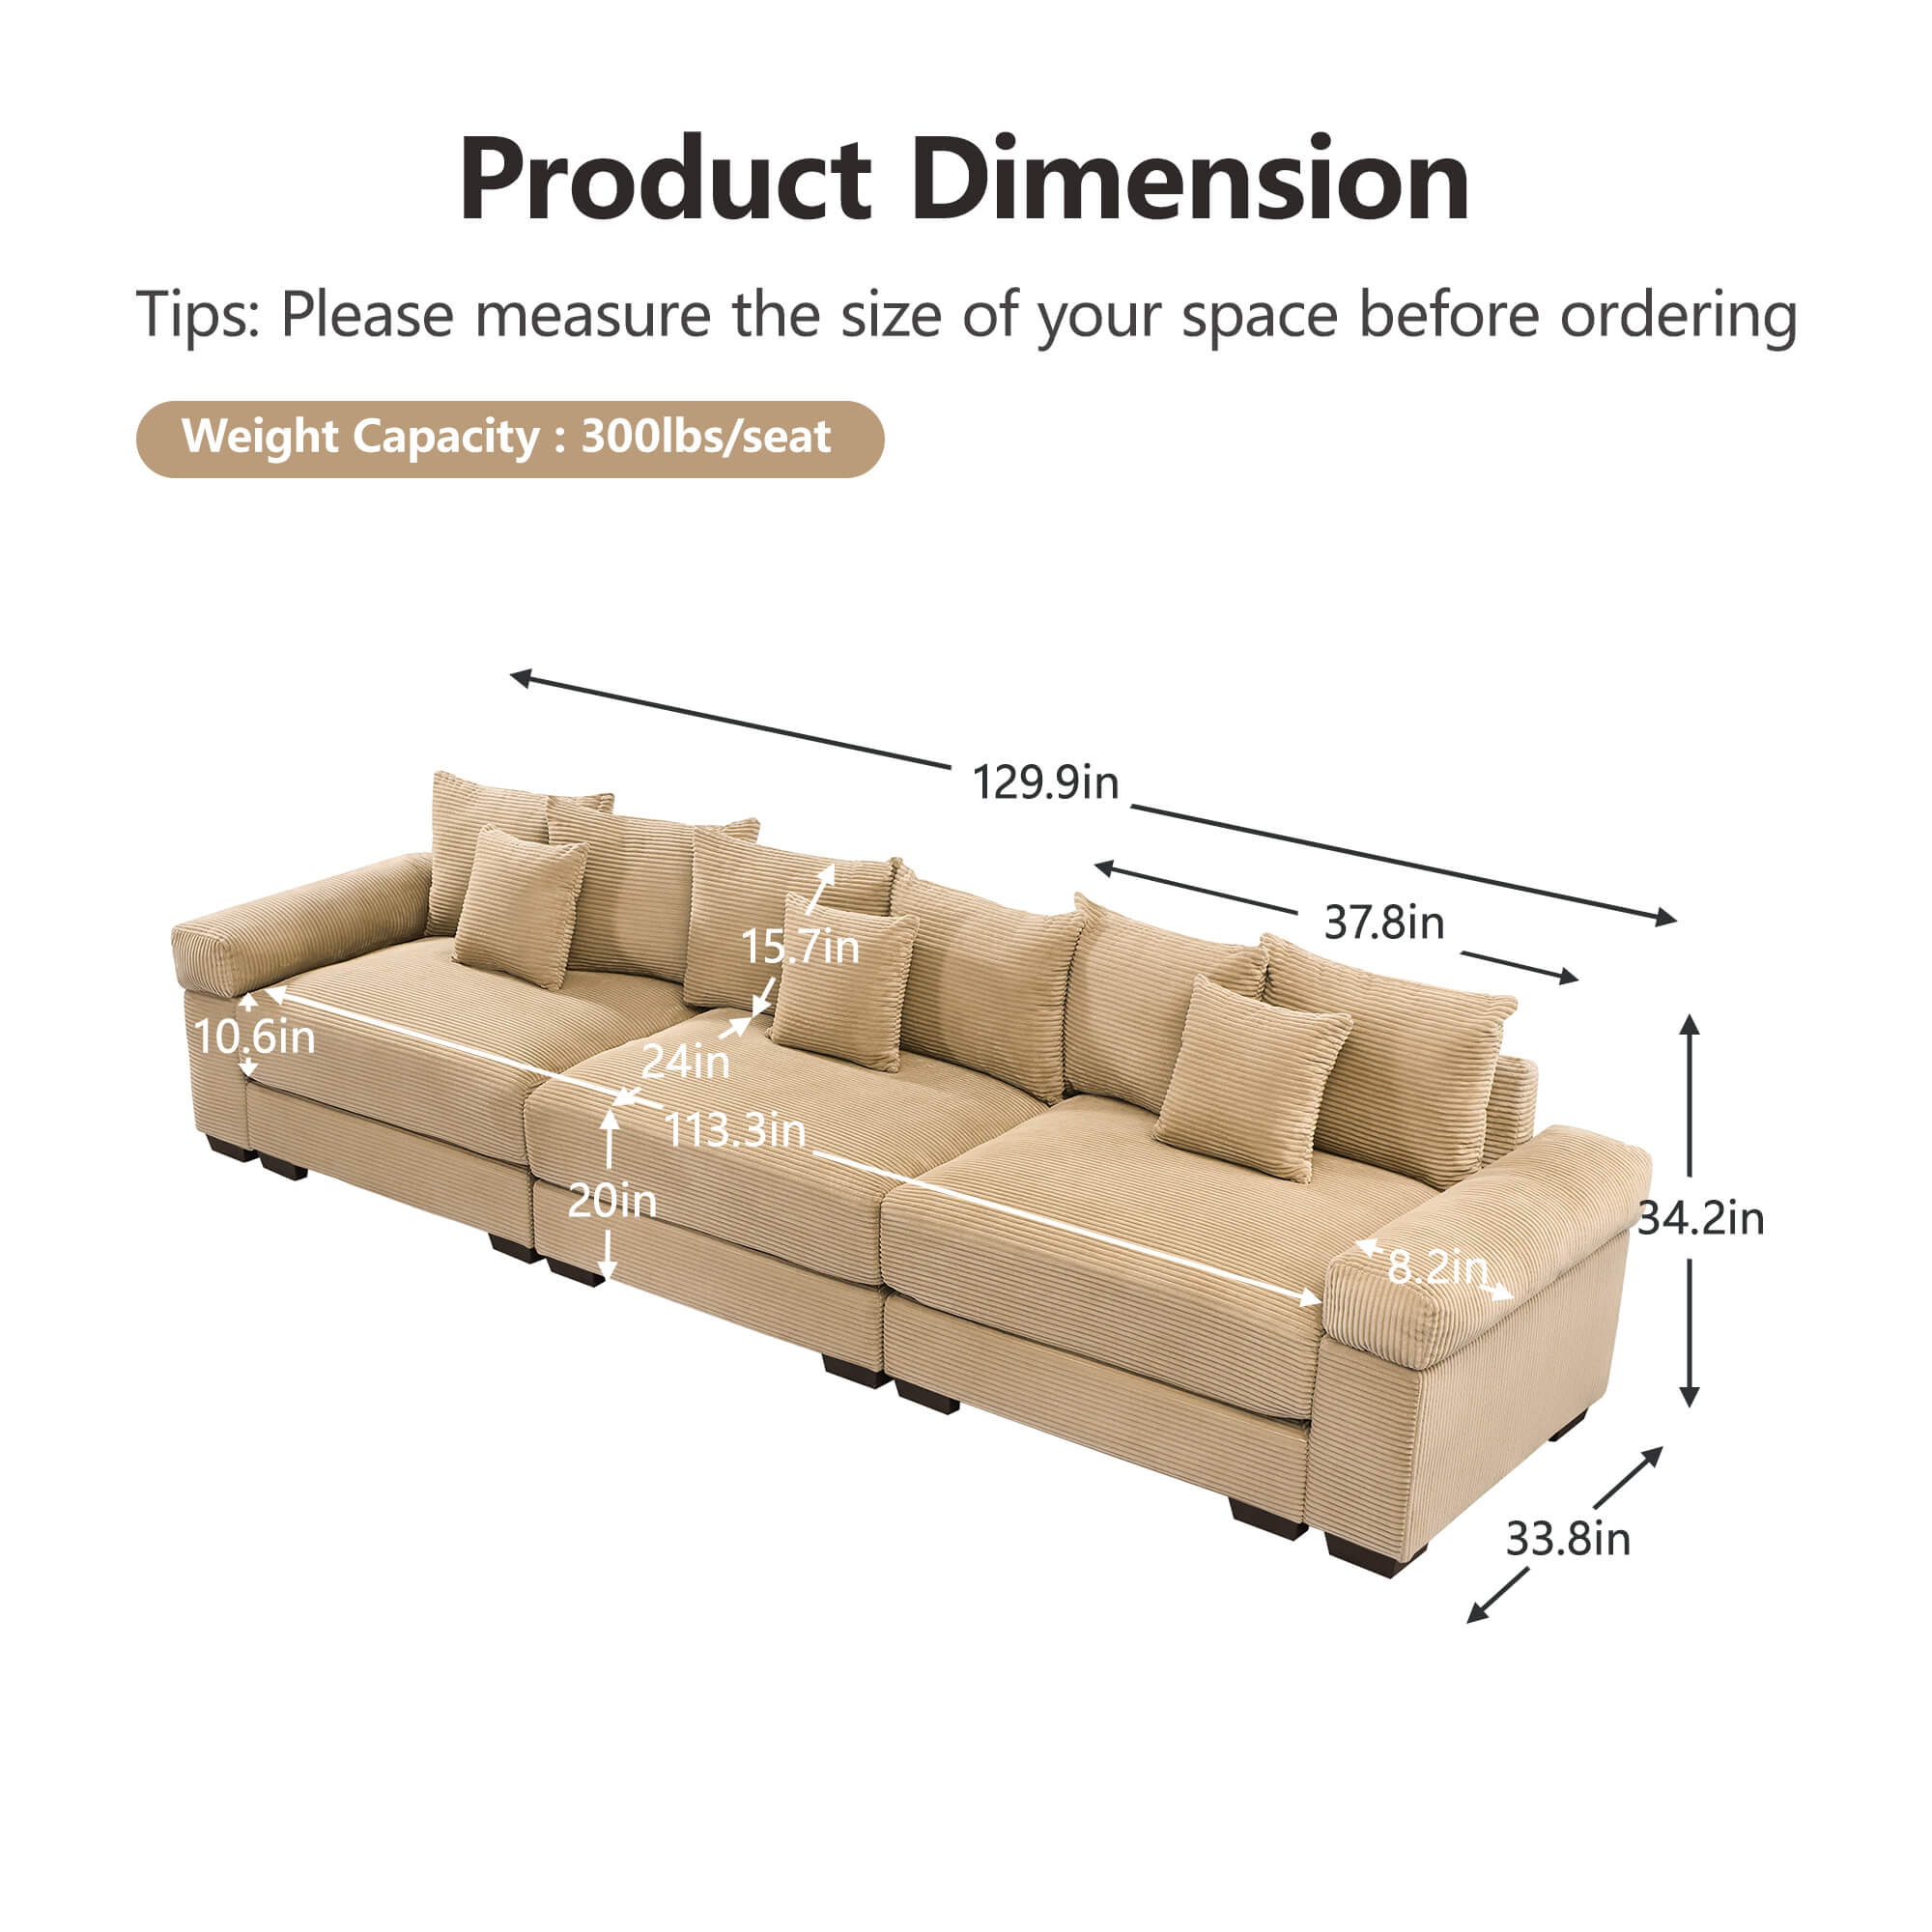 Product Dimension
Tips: Please measure the size of your space before ordering
Weight Capacity : 300lbs/seat
129.9in
37.8in
15.7in
10.6in
24in
113.3in
20in
34.2in
8.2in
33.8in